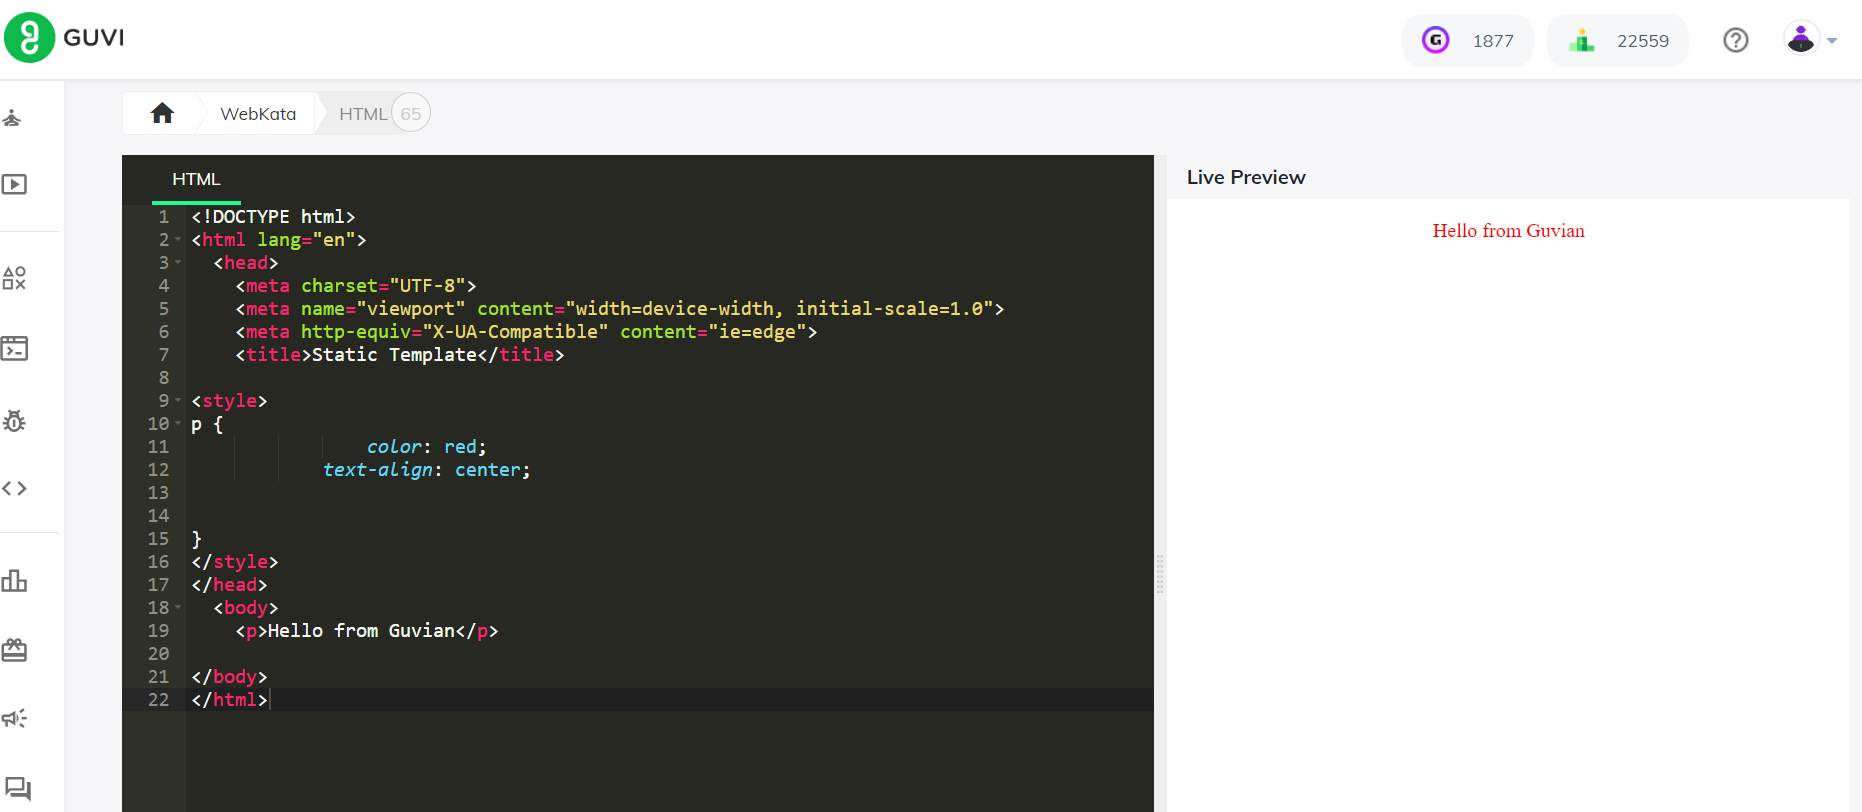 GUVI
1877
22559
WebKata
HTML
65
HTML
1 <!DOCTYPE html>
2 <html lang="en">
3 <head>
4 <meta charset="UTF-8">
5 <meta name="viewport" content="width=device-width, initial-scale=1.0">
6 <meta http-equiv="X-UA-Compatible" content="ie=edge">
7 <title>Static Template</title>
8
9 <style>
10 p {
11 color: red;
12 text-align: center;
13
14
15 }
16 </style>
17 </head>
18 <body>
19 <p>Hello from Guvian</p>
20
21 </body>
22 </html>
Live Preview
Hello from Guvian